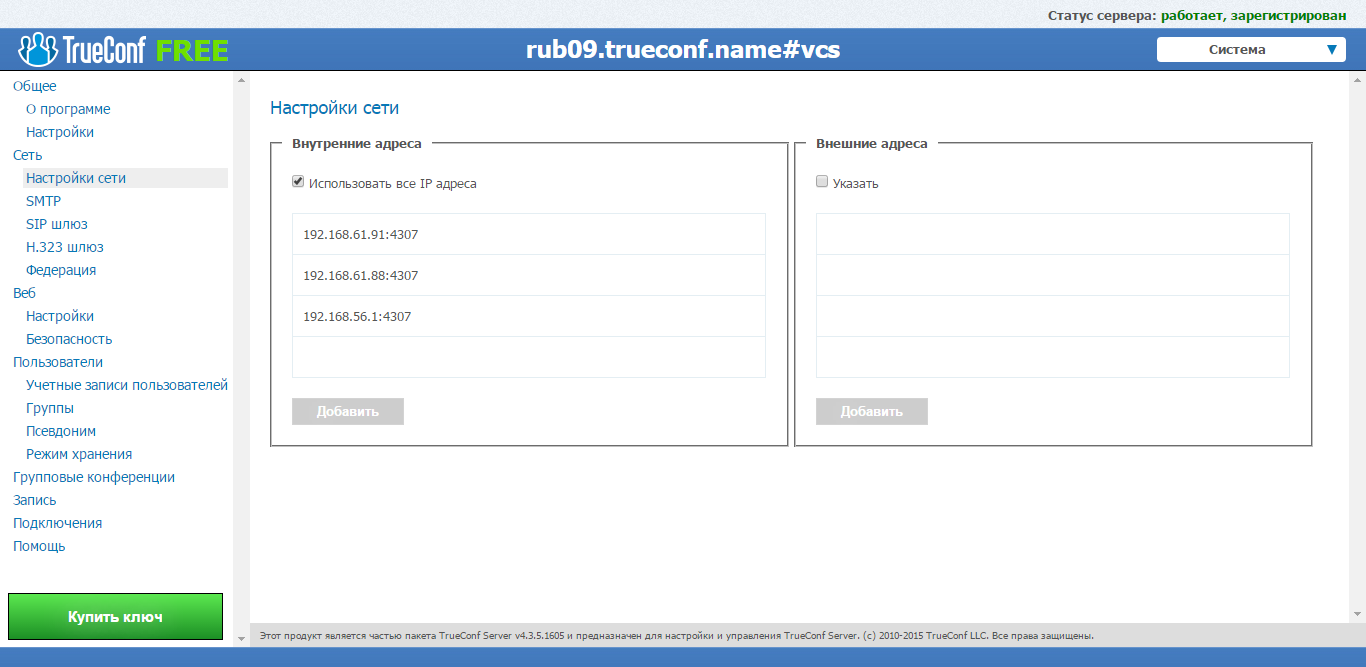 Статус сервера: работает, зарегистрирован
TrueConf FREE
rub09.trueconf.name#vcs
Система
Общее
О программе
Настройки
Сеть
Настройки сети
SMTP
SIP шлюз
H.323 шлюз
Федерация
Веб
Настройки
Безопасность
Пользователи
Учетные записи пользователей
Группы
Псевдоним
Режим хранения
Групповые конференции
Запись
Подключения
Помощь
Купить ключ
Настройки сети
Внутренние адреса
Использовать все IP адреса
192.168.61.91:4307
192.168.61.88:4307
192.168.56.1:4307
Добавить
Внешние адреса
Указать
Добавить
Этот продукт является частью пакета TrueConf Server v4.3.5.1605 и предназначен для настройки и управления TrueConf Server. (c) 2010-2015 TrueConf LLC. Все права защищены.